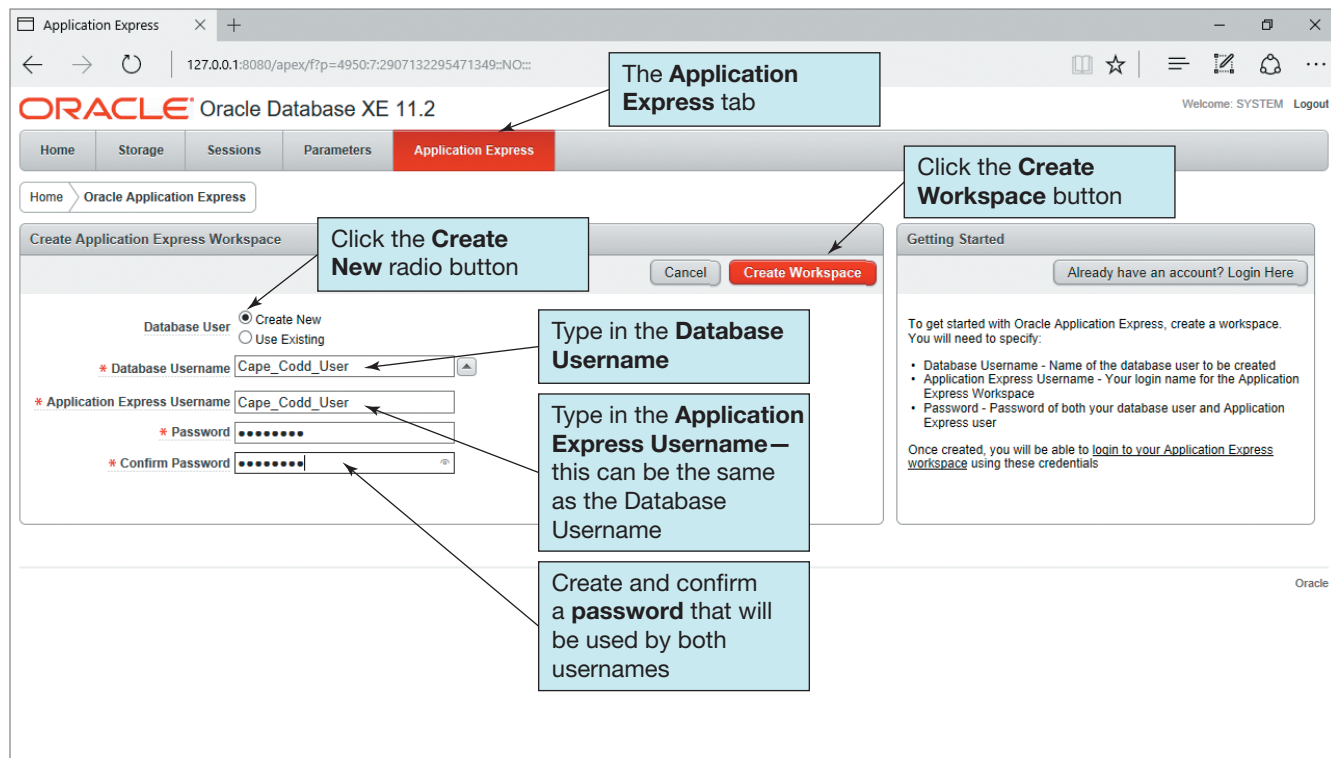 Application Express
127.0.0.1:8080/apex/f?p=4950:7:2907132295471349::NO:::
The Application
Express tab
ORACLE Oracle Database XE 11.2
Welcome: SYSTEM Logout
Home Storage Sessions Parameters Application Express
Click the Create
Workspace button
Home Oracle Application Express
Create Application Express Workspace
Click the Create
New radio button
Getting Started
Cancel Create Workspace
Already have an account? Login Here
Database User Create New
Use Existing
Type in the Database
Username
* Database Username Cape_Codd_User
* Application Express Username Cape_Codd_User
* Password ••••••••
* Confirm Password ••••••••
Type in the Application
Express Username—
this can be the same
as the Database
Username
Create and confirm
a password that will
be used by both
usernames
To get started with Oracle Application Express, create a workspace.
You will need to specify:
• Database Username - Name of the database user to be created
• Application Express Username - Your login name for the Application
Express Workspace
• Password - Password of both your database user and Application
Express user
Once created, you will be able to login to your Application Express
workspace using these credentials
Oracle